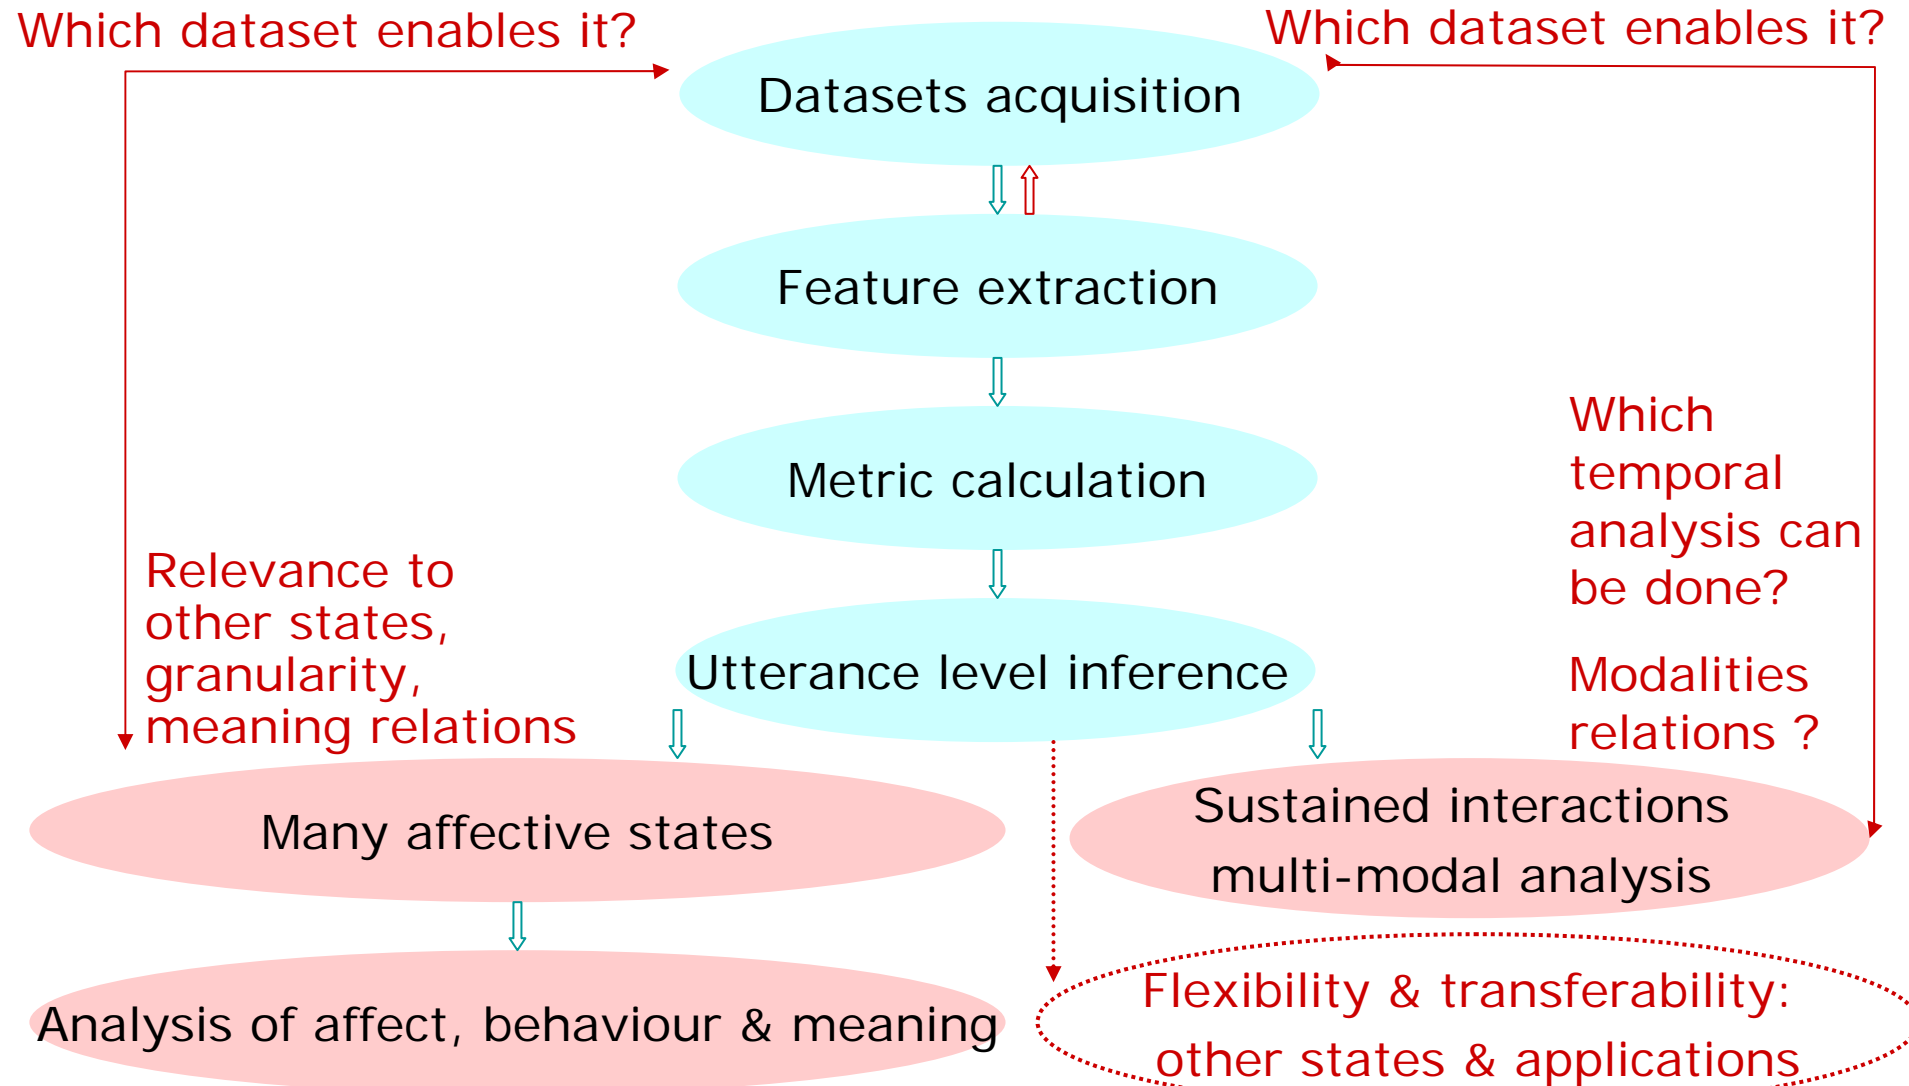 Which dataset enables it?
Which dataset enables it?
Datasets acquisition
Feature extraction
Metric calculation
Which
temporal
analysis can
be done?
Relevance to
other states,
granularity,
meaning relations
Utterance level inference
Modalities
relations ?
Many affective states
Sustained interactions
multi-modal analysis
Analysis of affect, behaviour & meaning
Flexibility & transferability:
other states & applications